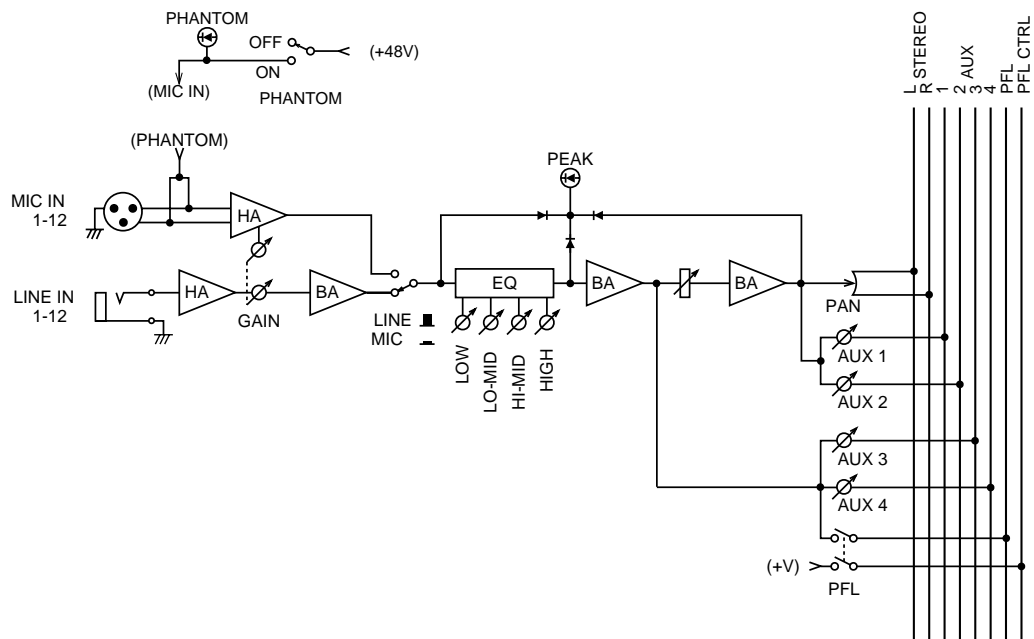 PHANTOM
OFF
(+48V)
ON
(MIC IN)
PHANTOM
L
R STEREO
1
2 AUX
3
4
PFL
PFL CTRL
(PHANTOM)
PEAK
MIC IN
1-12
HA
LINE IN
1-12
HA
GAIN
BA
LINE
MIC
EQ
LOW
LO-MID
HI-MID
HIGH
BA
BA
PAN
AUX 1
AUX 2
AUX 3
AUX 4
(+V)
PFL